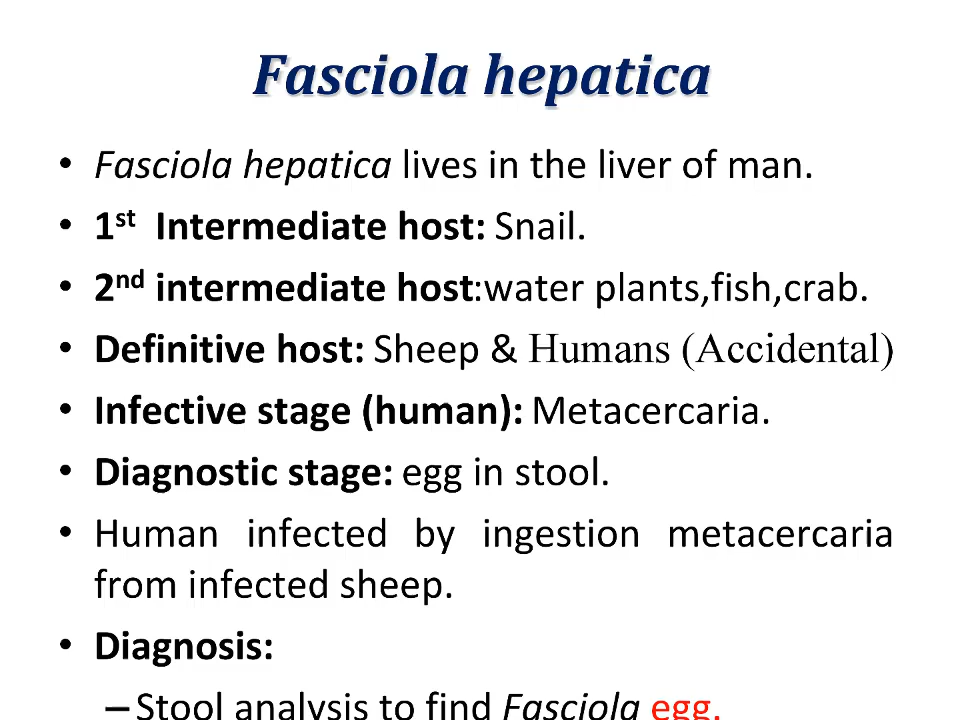 Fasciola hepatica
• Fasciola hepatica lives in the liver of man.
• 1st Intermediate host: Snail.
• 2nd intermediate host:water plants,fish,crab.
• Definitive host: Sheep & Humans (Accidental)
• Infective stage (human): Metacercaria.
• Diagnostic stage: egg in stool.
• Human infected by ingestion metacercaria
from infected sheep.
• Diagnosis:
–Stool analysis to find Fasciola egg.